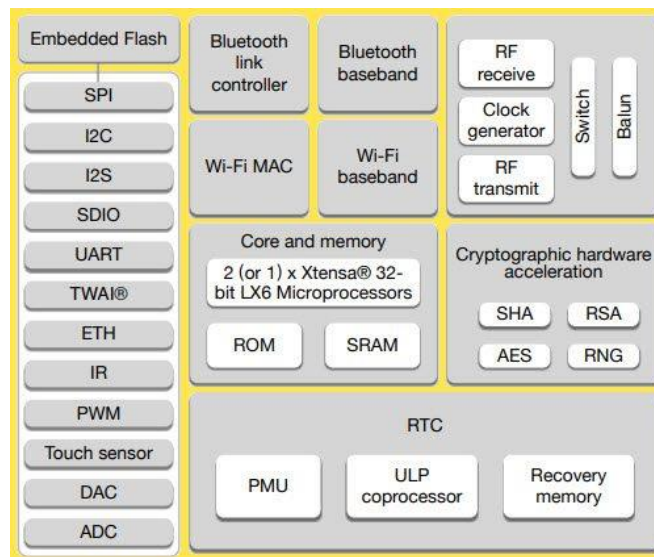 Embedded Flash
SPI
I2C
I2S
SDIO
UART
TWAI®
ETH
IR
PWM
Touch sensor
DAC
ADC
Bluetooth
link
controller
Bluetooth
baseband
Wi-Fi MAC
Wi-Fi
baseband
RF
receive
Clock
generator
RF
transmit
Switch
Balun
Core and memory
2 (or 1) x Xtensa® 32-
bit LX6 Microprocessors
ROM
SRAM
Cryptographic hardware
acceleration
SHA
RSA
AES
RNG
RTC
PMU
ULP
coprocessor
Recovery
memory